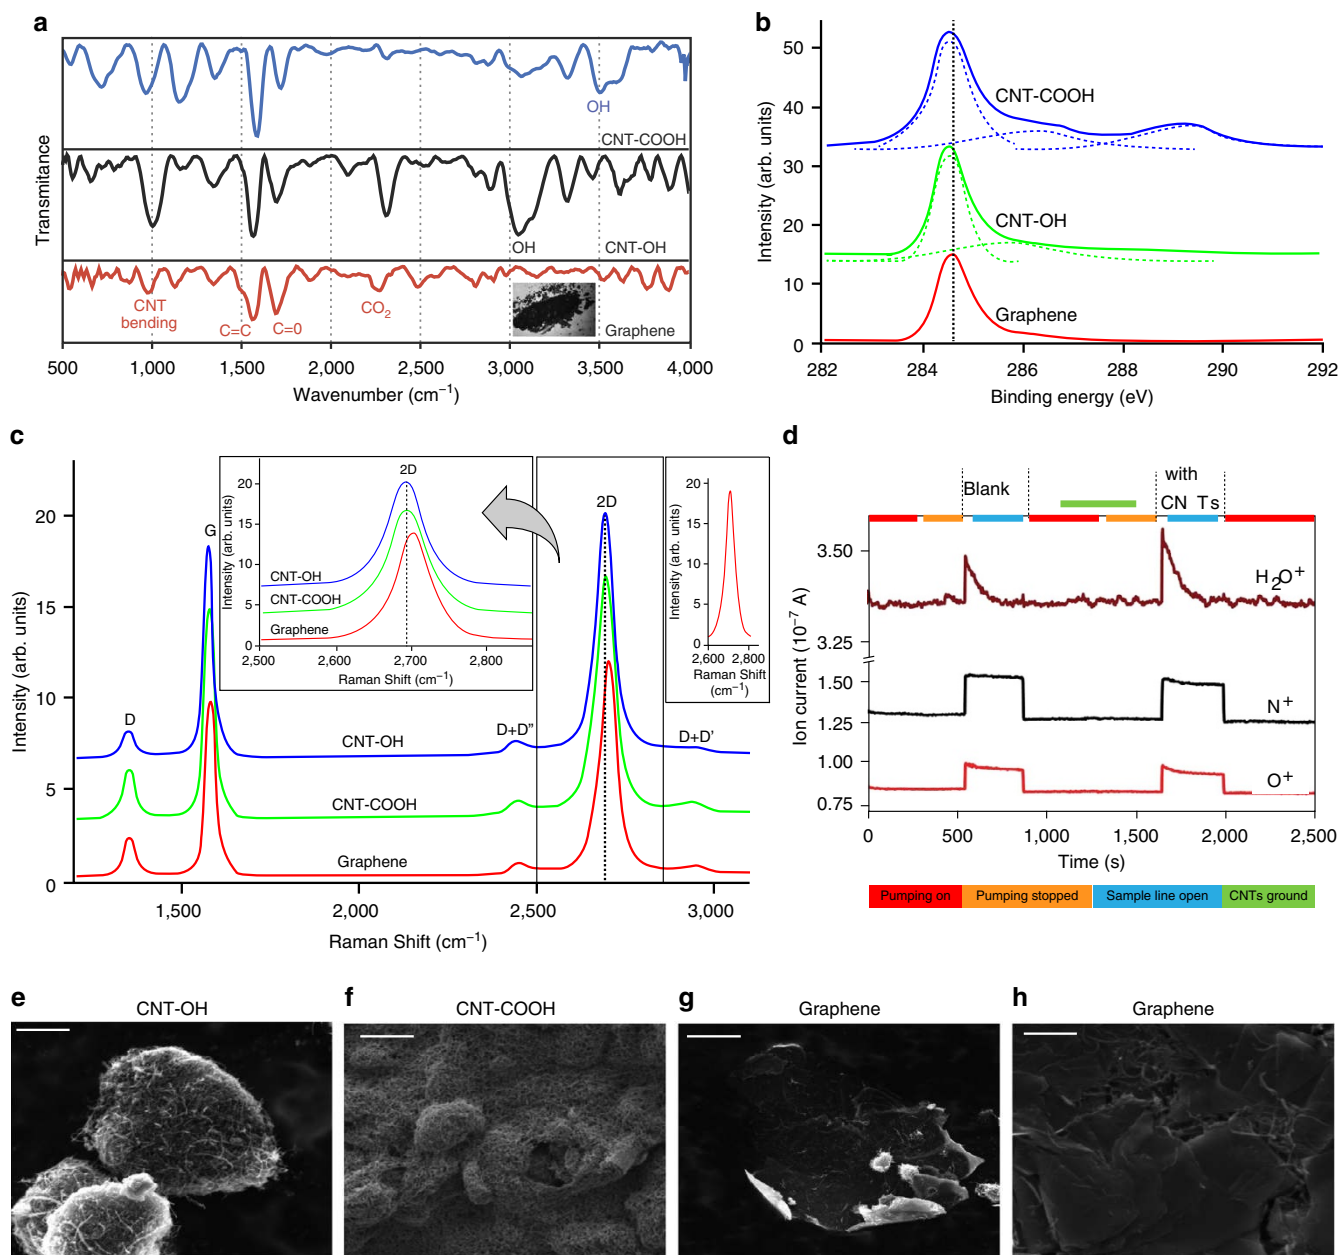 a
Transmitance
OH
CNT-COOH
OH
CNT-OH
CNT
bending
C=C
C=0
CO2
Graphene
500
1,000
1,500
2,000
2,500
3,000
3,500
4,000
Wavenumber (cm−1)
b
Intensity (arb. units)
50
40
30
20
10
0
CNT-COOH
CNT-OH
Graphene
282
284
286
288
290
292
Binding energy (eV)
c
Intensity (arb. units)
20
15
10
5
0
D
G
D+D"
2D
D+D'
CNT-OH
CNT-COOH
Graphene
1,500
2,000
2,500
3,000
Raman Shift (cm−1)
Intensity (arb. units)
20
15
10
5
0
2D
CNT-OH
CNT-COOH
Graphene
2,500
2,600
2,700
2,800
Raman Shift (cm−1)
Intensity (arb. units)
20
15
10
5
0
2,600
2,800
Raman Shift
(cm−1)
d
Blank
with
CN Ts
Ion current (10−7 A)
3.50
3.25
1.50
1.25
1.00
0.75
H2O+
N+
O+
0
500
1,000
1,500
2,000
2,500
Time (s)
Pumping on
Pumping stopped
Sample line open
CNTs ground
e
CNT-OH
f
CNT-COOH
g
Graphene
h
Graphene